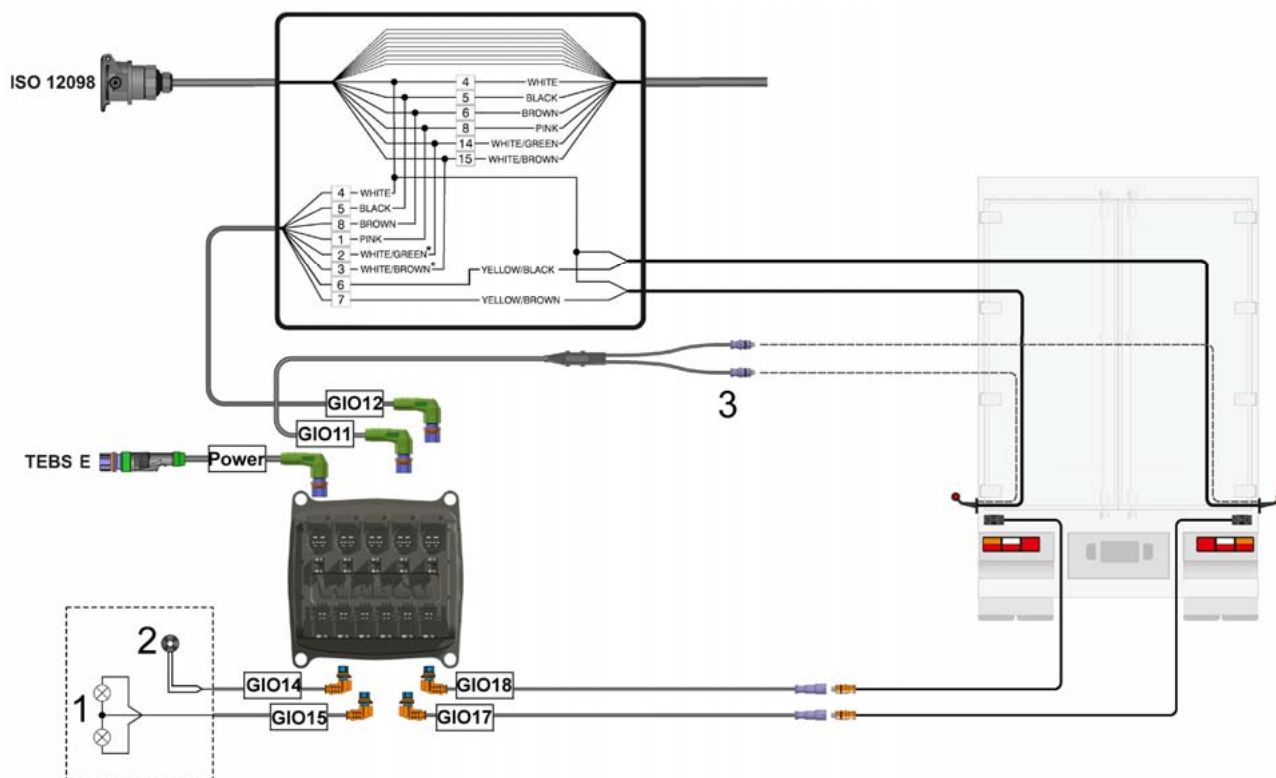 ISO 12098
4 WHITE
5 BLACK
6 BROWN
8 PINK
14 WHITE/GREEN
15 WHITE/BROWN
4 WHITE
5 BLACK
8 BROWN
1 PINK
2 WHITE/GREEN*
3 WHITE/BROWN*
6 YELLOW/BLACK
7 YELLOW/BROWN
3
GIO12
GIO11
TEBS E
Power
2
1
GIO14
GIO18
GIO15
GIO17